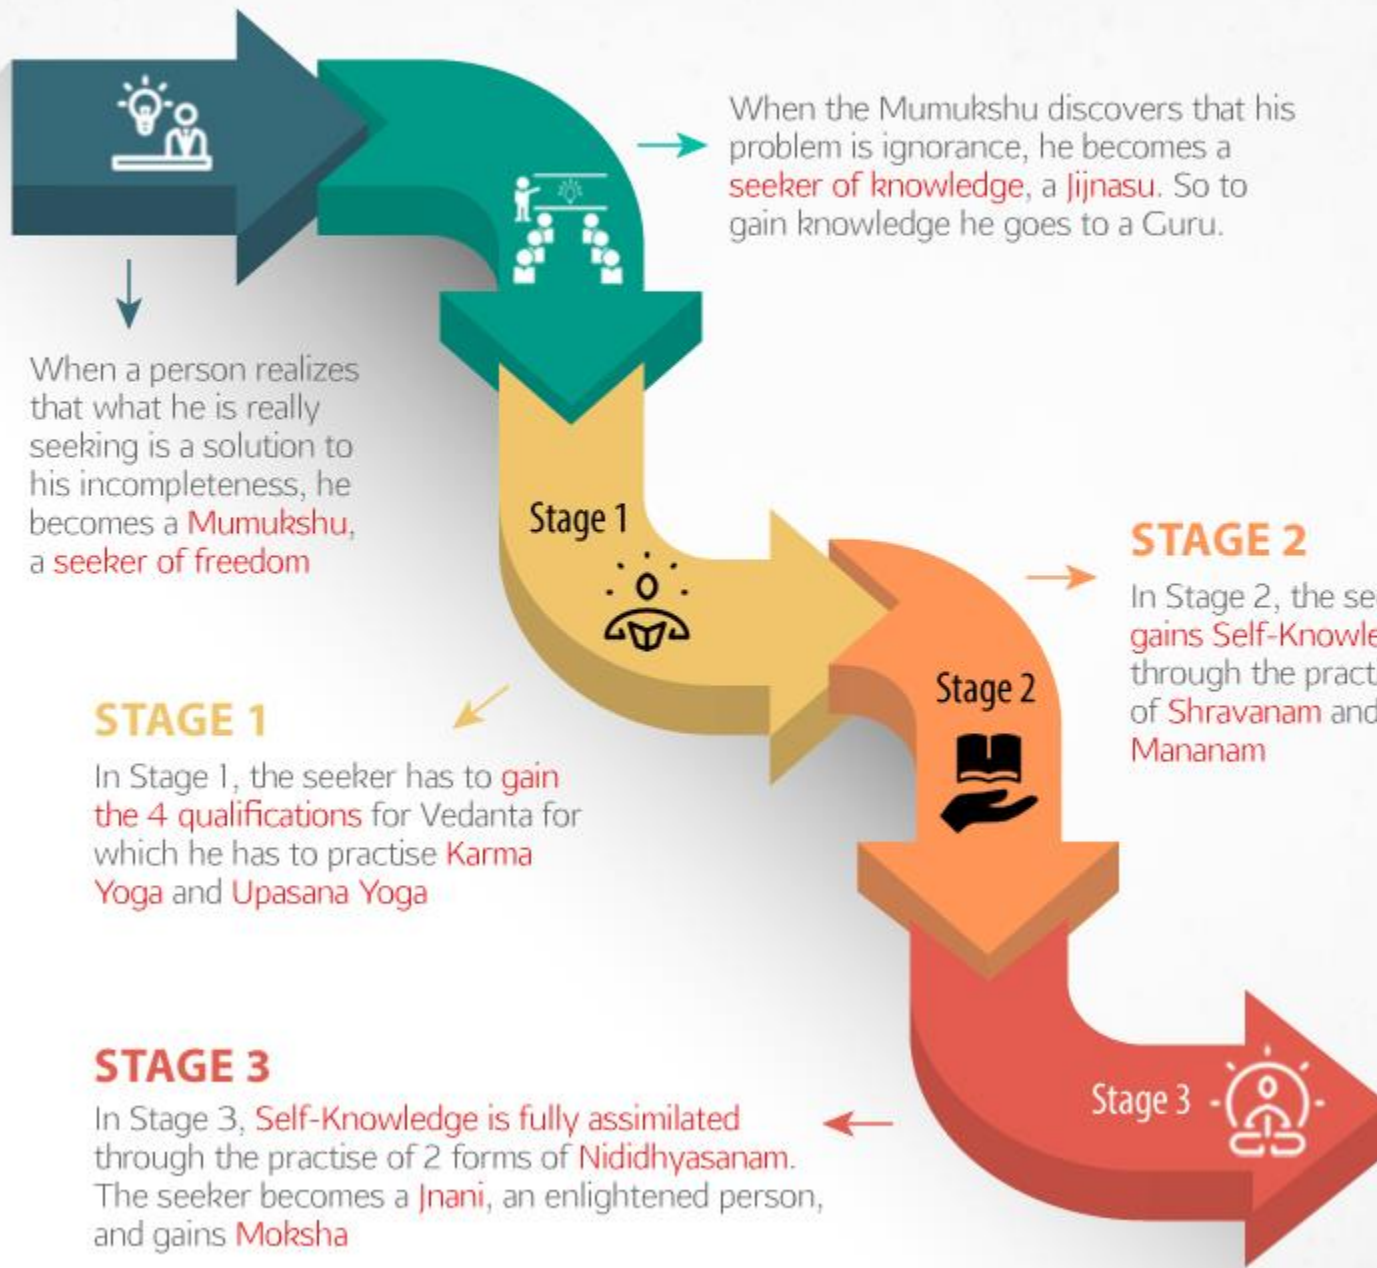 When the Mumukshu discovers that his
problem is ignorance, he becomes a
seeker of knowledge, a Jijnasu. So to
gain knowledge he goes to a Guru.
When a person realizes
that what he is really
seeking is a solution to
his incompleteness, he
becomes a Mumukshu,
a seeker of freedom
Stage 1
STAGE 1
In Stage 1, the seeker has to gain
the 4 qualifications for Vedanta for
which he has to practise Karma
Yoga and Upasana Yoga
Stage 2
STAGE 2
In Stage 2, the
gains
through the
of Shravanam and
Mananam
Stage 3
STAGE 3
In Stage 3, Self-Knowledge is fully assimilated
through the practise of 2 forms of Nididhyasanam.
The seeker becomes a Jnani, an enlightened person,
and gains Moksha